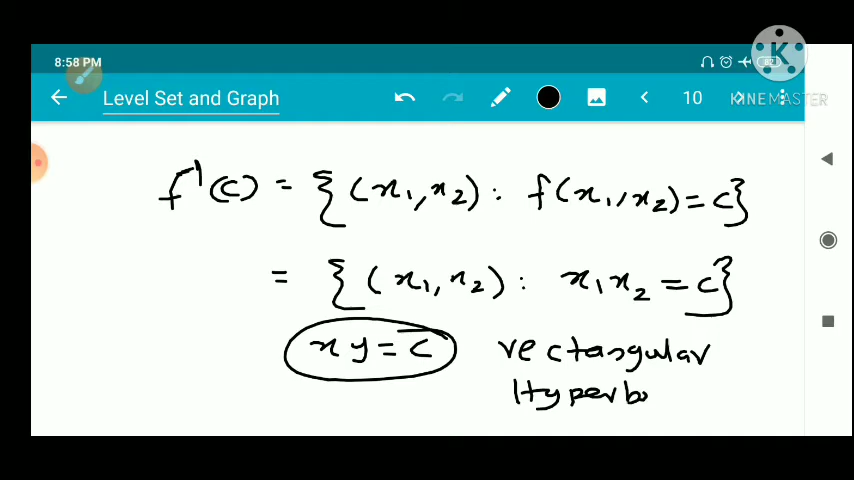 8:58 PM
K
KINEMASTER
Level Set and Graph
10
f⁻¹(c) = {(x₁, x₂) : f(x₁, x₂) = c}
= {(x₁, x₂) : x₁x₂ = c}
xy = c rectangular
Hyperb